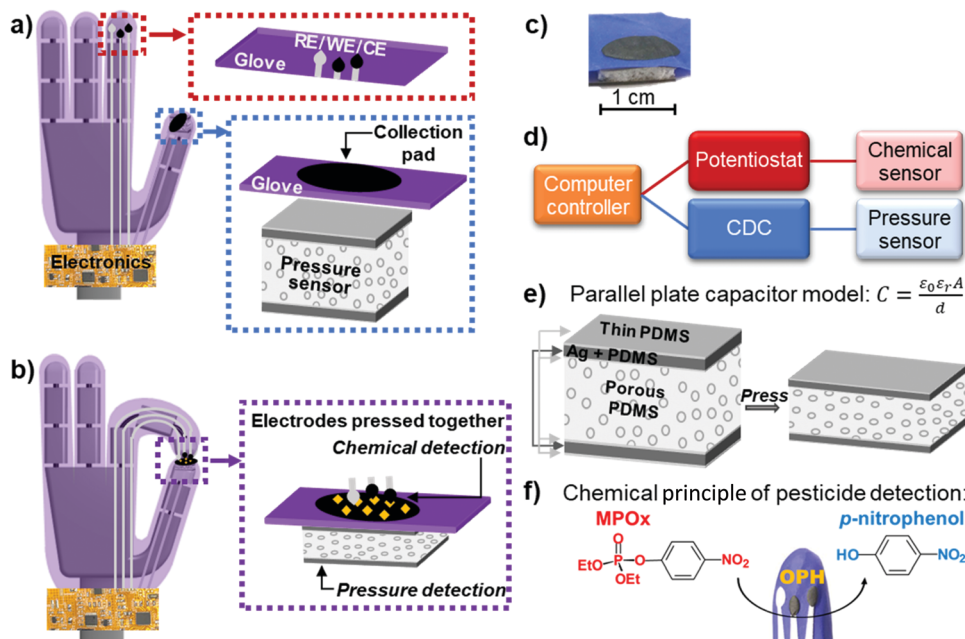 a)
RE/WE/CE
Glove
Collection
pad
Glove
Pressure
sensor
Electronics
b)
Electrodes pressed together
Chemical detection
Pressure detection
c)
1 cm
d)
Computer
controller
Potentiostat
Chemical
sensor
CDC
Pressure
sensor
e) Parallel plate capacitor model: C = ε₀εᵣA/d
Thin PDMS
Ag + PDMS
Porous
PDMS
Press
f) Chemical principle of pesticide detection:
MPOx
p-nitrophenol
O
EtO P O NO₂
OEt
HO NO₂
OPH